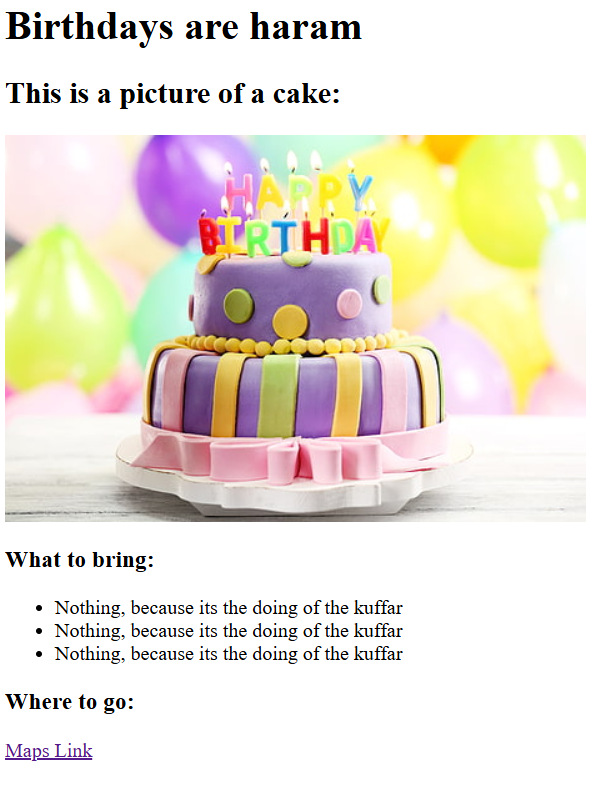 Birthdays are haram
This is a picture of a cake:
HAPPY
BIRTHDAY
What to bring:
Nothing, because its the doing of the kuffar
Nothing, because its the doing of the kuffar
Nothing, because its the doing of the kuffar
Where to go:
Maps Link